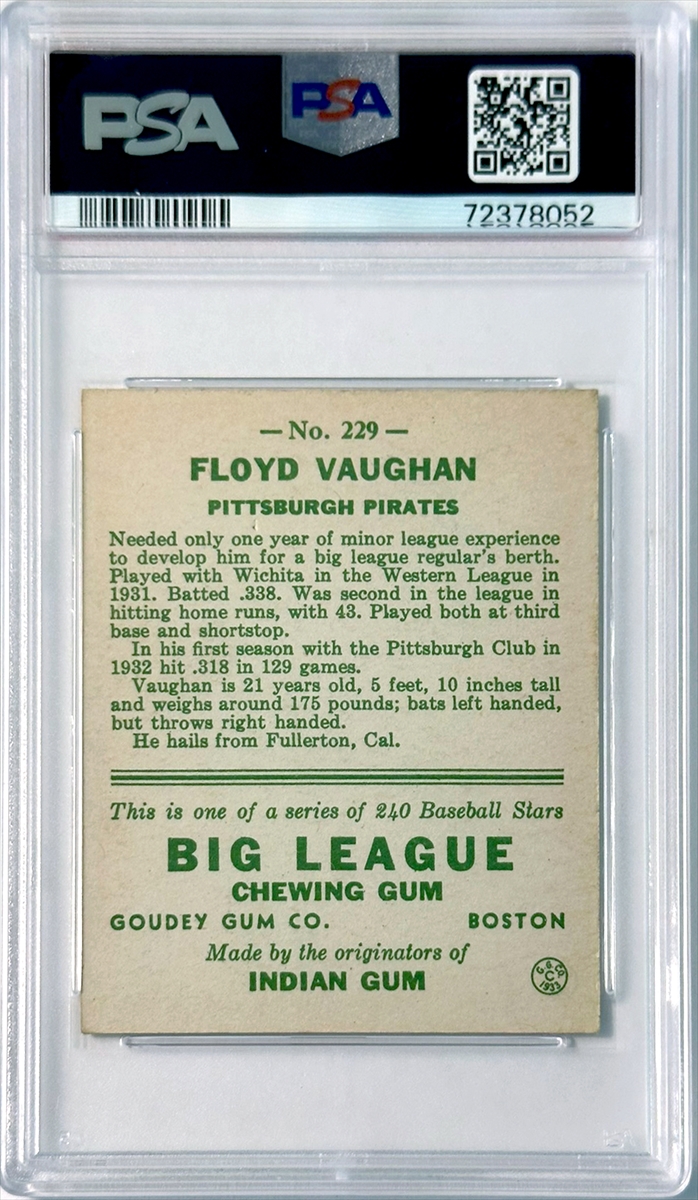 PSA
PSA
72378052
— No. 229 —
FLOYD VAUGHAN
PITTSBURGH PIRATES
Needed only one year of minor league experience
to develop him for a big league regular's berth.
Played with Wichita in the Western League in
1931. Batted .338. Was second in the league in
hitting home runs, with 43. Played both at third
base and shortstop.
In his first season with the Pittsburgh Club in
1932 hit .318 in 129 games.
Vaughan is 21 years old, 5 feet, 10 inches tall
and weighs around 175 pounds; bats left handed,
but throws right handed.
He hails from Fullerton, Cal.
This is one of a series of 240 Baseball Stars
BIG LEAGUE
CHEWING GUM
GOUDEY GUM CO. BOSTON
Made by the originators of
INDIAN GUM
G. G. CO.
C
1933